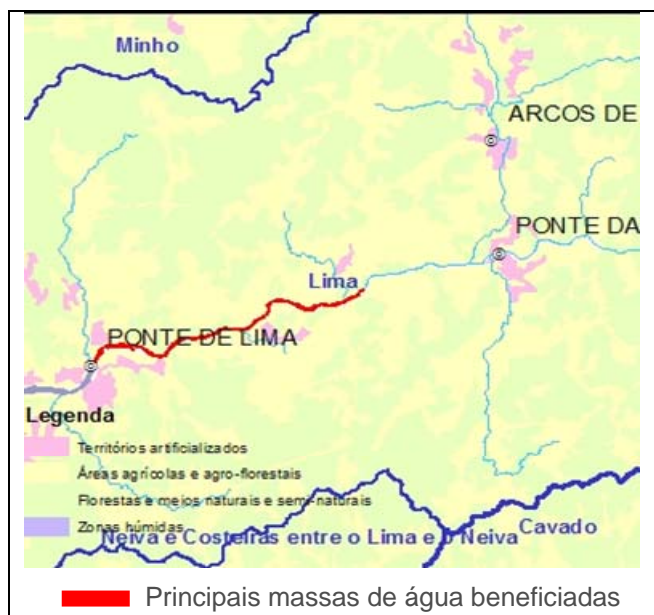 Minho
ARCOS DE
PONTE DA
Lima
PONTE DE LIMA
Legenda
Territórios artificializados
Áreas agrícolas e agro-florestais
Florestas e meios naturais e semi-naturais
Zonas húmidas
Neiva e Costeiras entre o Lima e o Neiva
Cavado
Principais massas de água beneficiadas